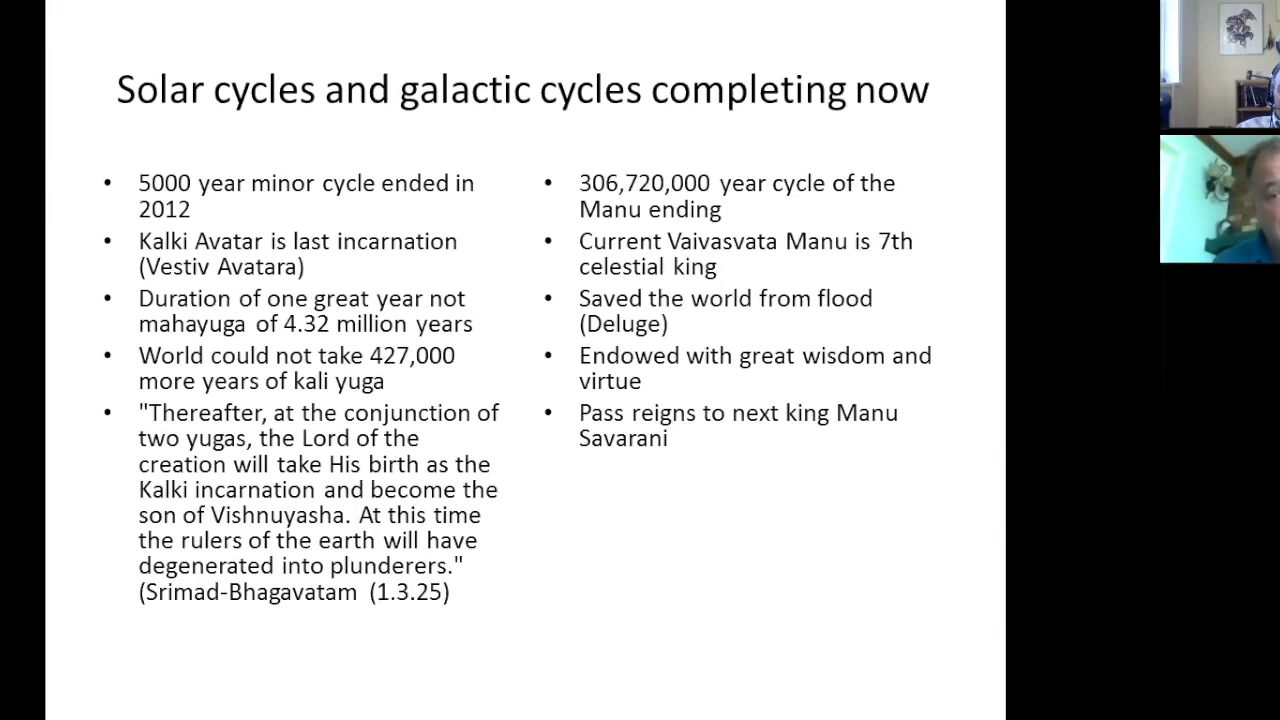 Solar cycles and galactic cycles completing now
• 5000 year minor cycle ended in
2012
• Kalki Avatar is last incarnation
(Vestiv Avatara)
• Duration of one great year not
mahayuga of 4.32 million years
• World could not take 427,000
more years of kali yuga
• "Thereafter, at the conjunction of
two yugas, the Lord of the
creation will take His birth as the
Kalki incarnation and become the
son of Vishnuyasha. At this time
the rulers of the earth will have
degenerated into plunderers."
(Srimad-Bhagavatam (1.3.25)
• 306,720,000 year cycle of the
Manu ending
• Current Vaivasvata Manu is 7th
celestial king
• Saved the world from flood
(Deluge)
• Endowed with great wisdom and
virtue
• Pass reigns to next king Manu
Savarani